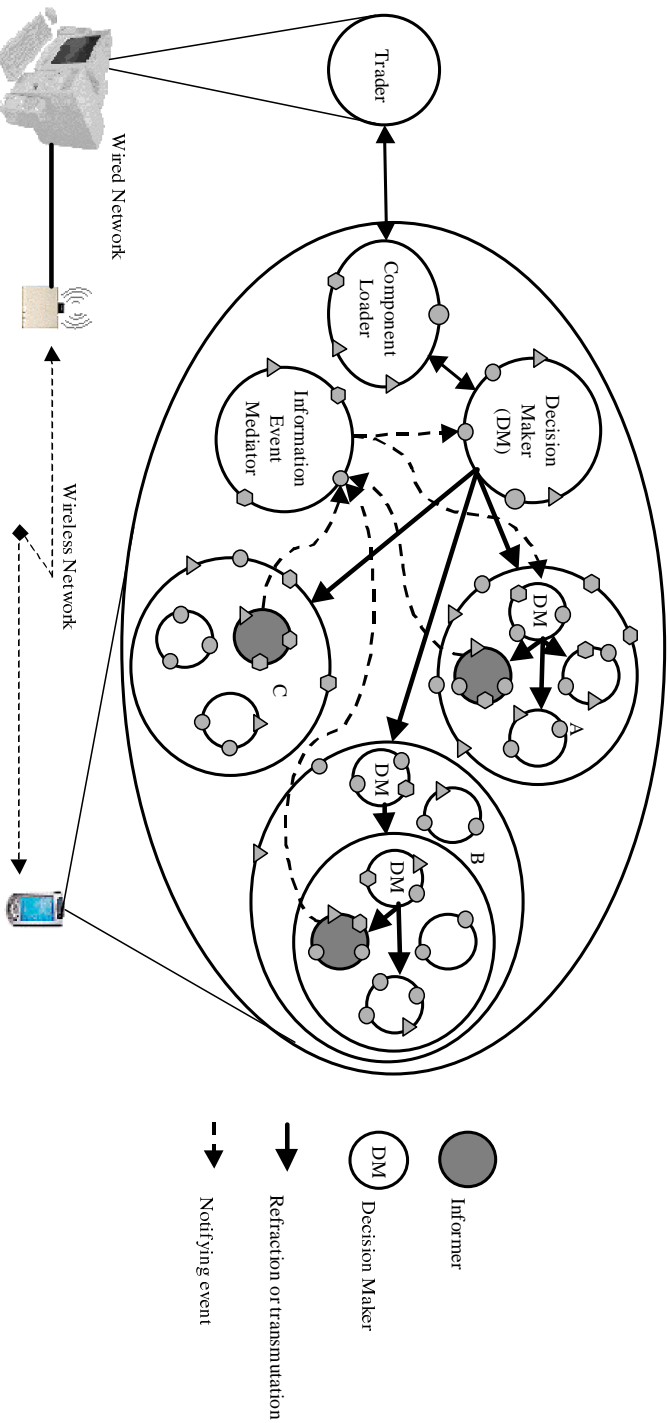 Trader
Wired Network
Component
Loader
Decision
Maker
(DM)
Information
Event
Mediator
Wireless Network
DM
A
C
DM
B
DM
Informer
DM
Decision Maker
Refraction or transmutation
Notifying event